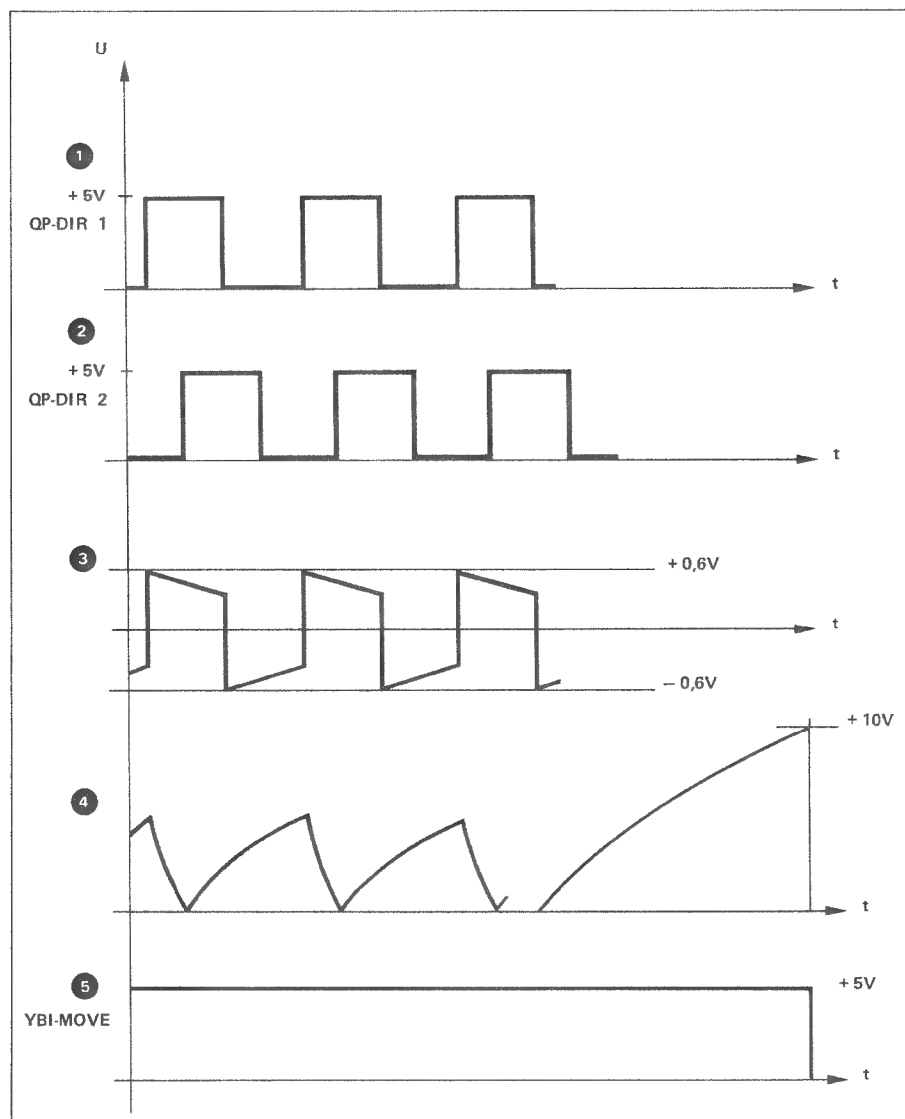 U
1
+ 5V
QP-DIR 1
t
2
+ 5V
QP-DIR 2
t
3
+ 0,6V
t
– 0,6V
+ 10V
4
t
5
+ 5V
YBI-MOVE
t